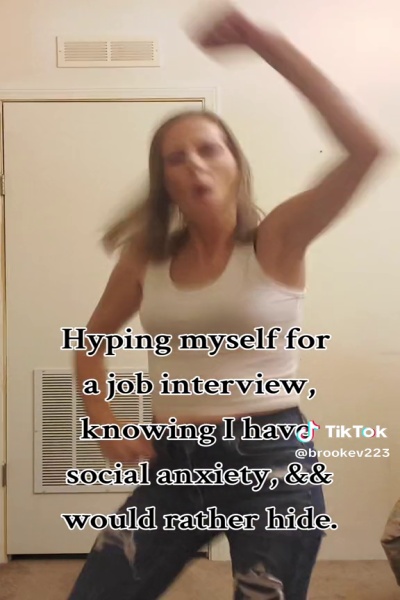 Hyping myself for
a job interview,
knowing I have
social anxiety, &&
would rather hide.
TikTok
@brookev223